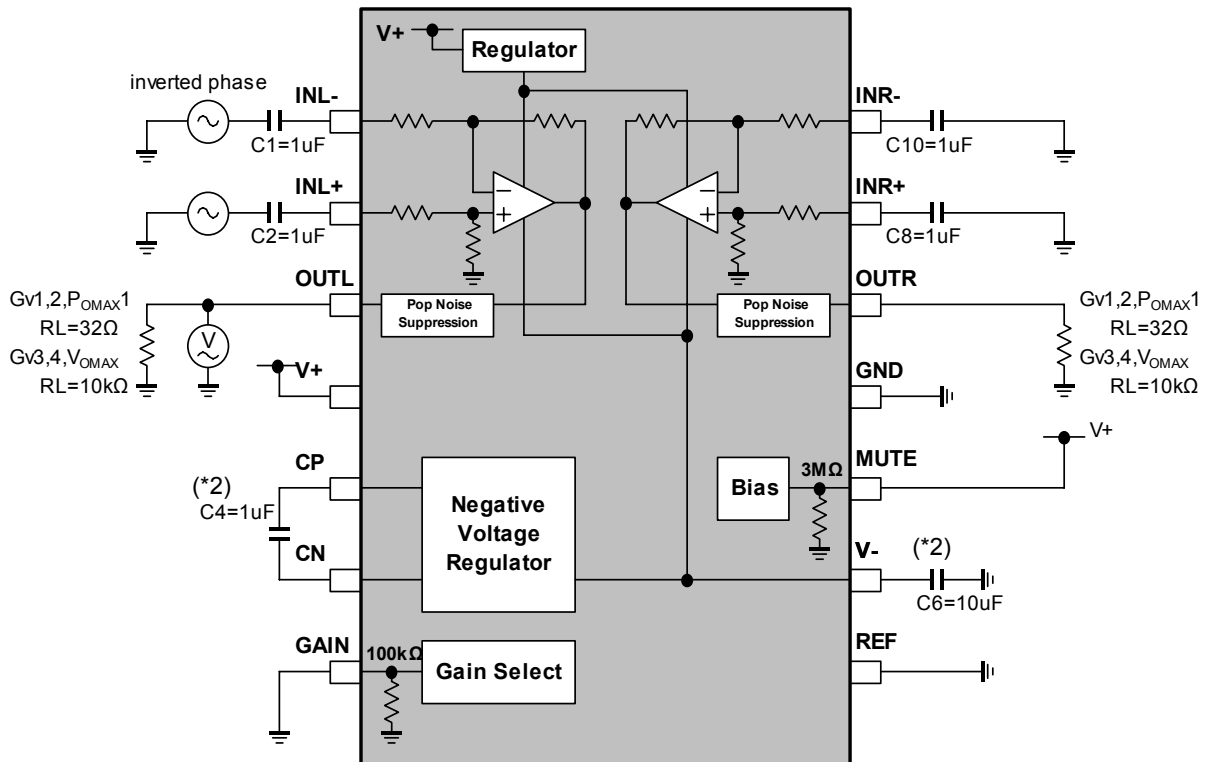 V+
Regulator
inverted phase
INL-
C1=1uF
INR-
C10=1uF
INL+
C2=1uF
INR+
C8=1uF
−
+
−
+
OUTL
Pop Noise
Suppression
Pop Noise
Suppression
OUTR
Gv1,2,POMAX1
RL=32Ω
Gv3,4,VOMAX
RL=10kΩ
V
Gv1,2,POMAX1
RL=32Ω
Gv3,4,VOMAX
RL=10kΩ
V+
GND
V+
CP
(*2)
C4=1uF
CN
Negative
Voltage
Regulator
Bias
3MΩ
MUTE
V-
(*2)
C6=10uF
GAIN
100kΩ
Gain Select
REF